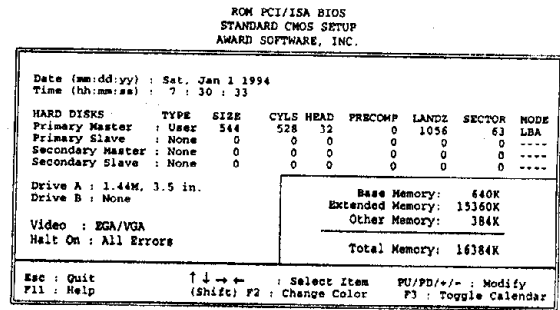 ROM PCI/ISA BIOS
STANDARD CMOS SETUP
AWARD SOFTWARE, INC.
Date (mm:dd:yy) : Sat, Jan 1 1994
Time (hh:mm:ss) : 7 : 30 : 33
HARD DISKS TYPE SIZE CYLS HEAD PRECOMP LANDZ SECTOR MODE
Primary Master : User 544 528 32 0 1056 63 LBA
Primary Slave : None 0 0 0 0 0 0 ----
Secondary Master : None 0 0 0 0 0 0 ----
Secondary Slave : None 0 0 0 0 0 0 ----
Drive A : 1.44M, 3.5 in.
Drive B : None
Video : EGA/VGA
Halt On : All Errors
Base Memory: 640K
Extended Memory: 15360K
Other Memory: 384K
Total Memory: 16384K
Esc : Quit ↑ ↓ → ← : Select Item PU/PD/+/- : Modify
F11 : Help (Shift) F2 : Change Color F3 : Toggle Calendar